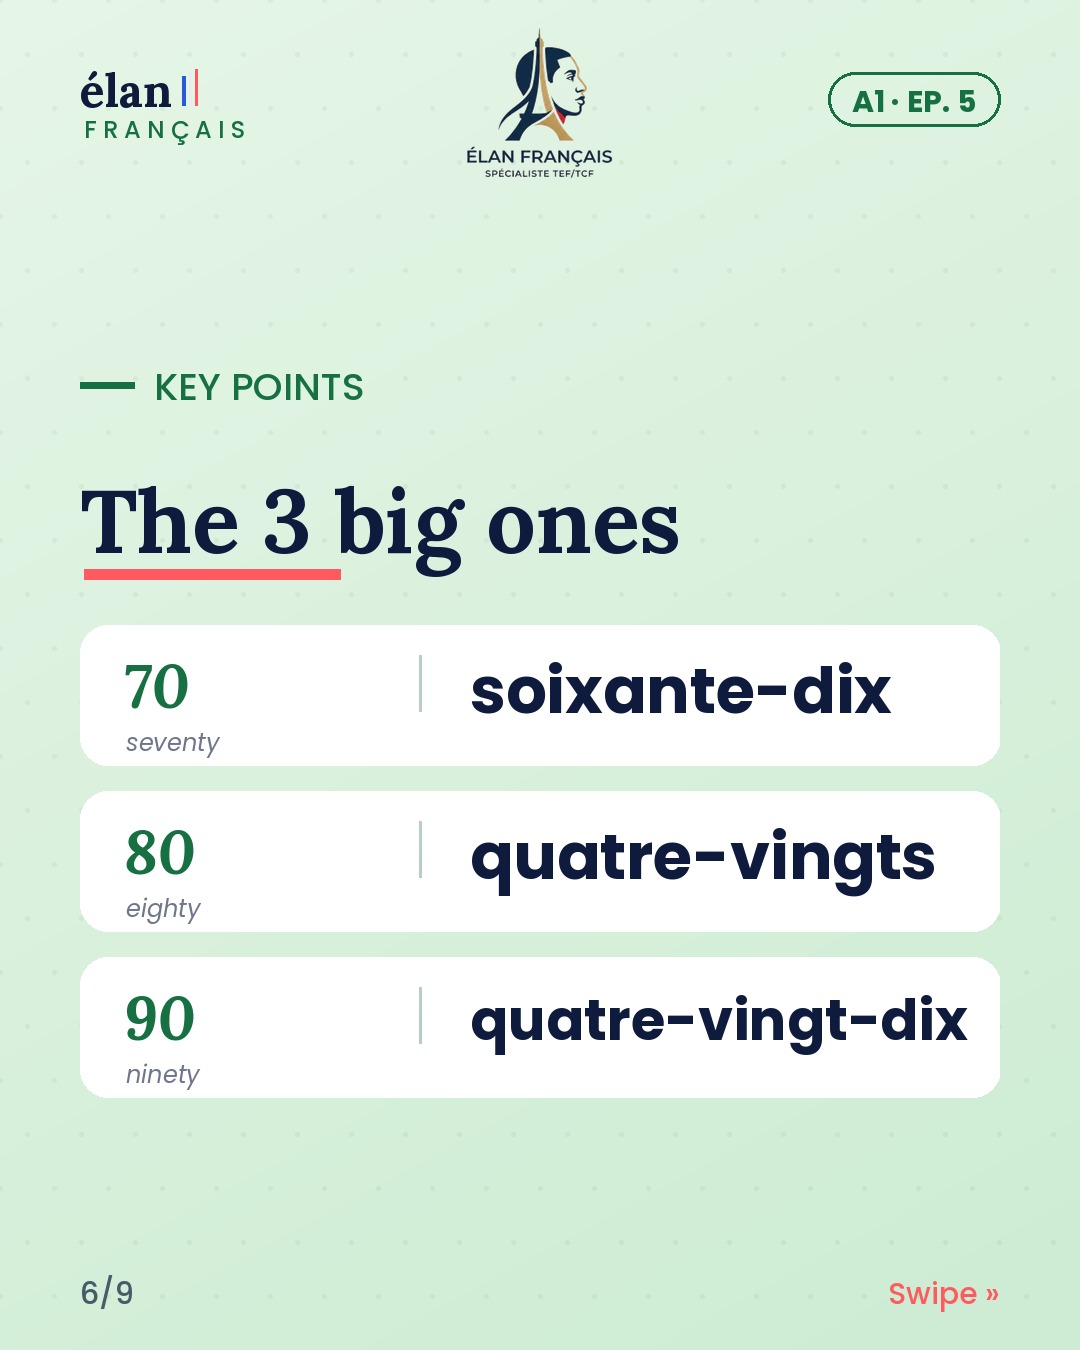 élan
FRANÇAIS
ÉLAN FRANÇAIS
SPÉCIALISTE TEF/TCF
A1 · EP. 5
KEY POINTS
The 3 big ones
70
seventy
soixante-dix
80
eighty
quatre-vingts
90
ninety
quatre-vingt-dix
6/9
Swipe »